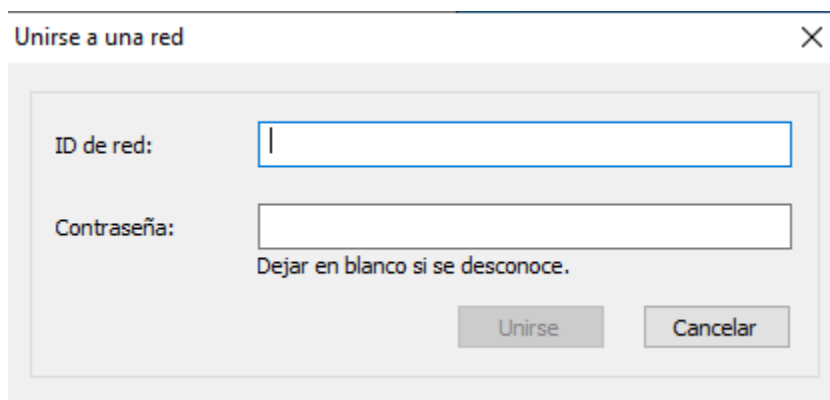 Unirse a una red
ID de red:
Contraseña:
Dejar en blanco si se desconoce.
Unirse Cancelar